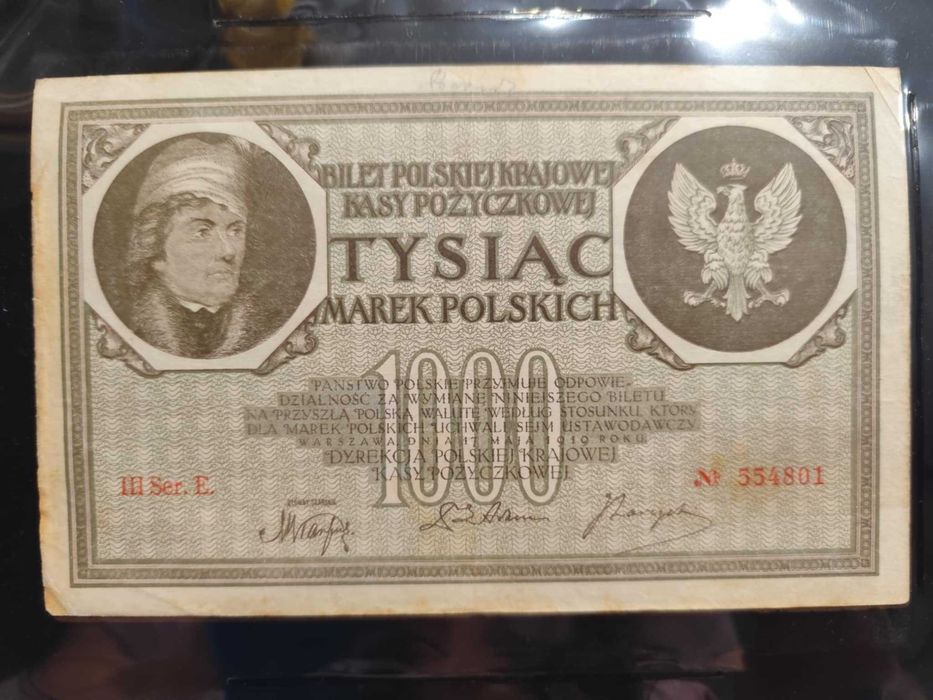 BILET POLSKIEJ KRAJOWEJ
KASY POŻYCZKOWEJ
TYSIĄC
MAREK POLSKICH
1000
PAŃSTWO POLSKIE PRZYJMUJE ODPOWIE-
DZIALNOŚĆ ZA WYMIANĘ NINIEJSZEGO BILETU
NA PRZYSZŁĄ POLSKĄ WALUTĘ WEDŁUG STOSUNKU, KTÓRY
DLA MAREK POLSKICH UCHWALI SEJM USTAWODAWCZY
WARSZAWA, DNIA 17 MAJA 1919 ROKU
DYREKCJA POLSKIEJ KRAJOWEJ
KASY POŻYCZKOWEJ
III Ser. E.
№ 554801